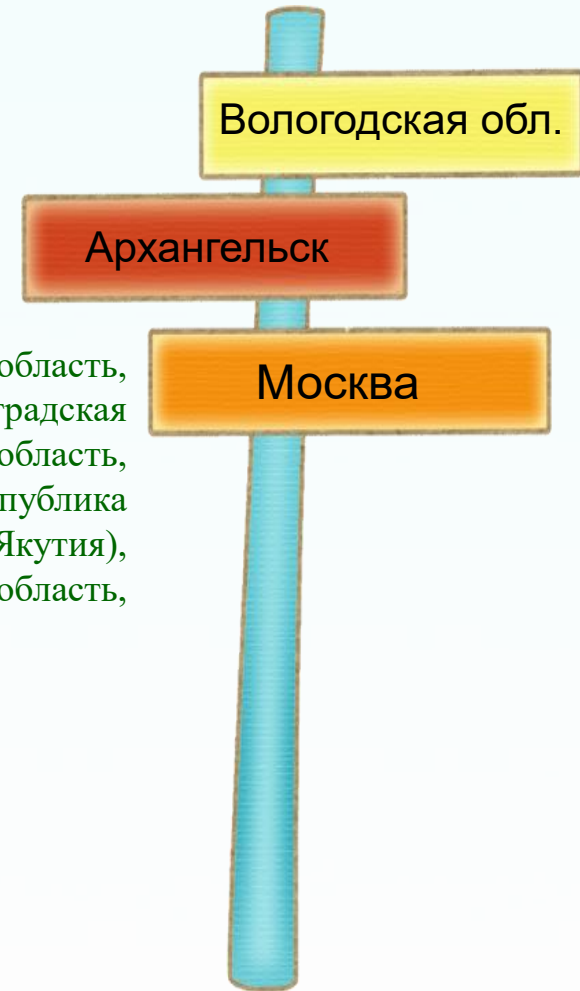 Вологодская обл.
Архангельск
Москва
область,
градская
область,
публика
Якутия),
область,